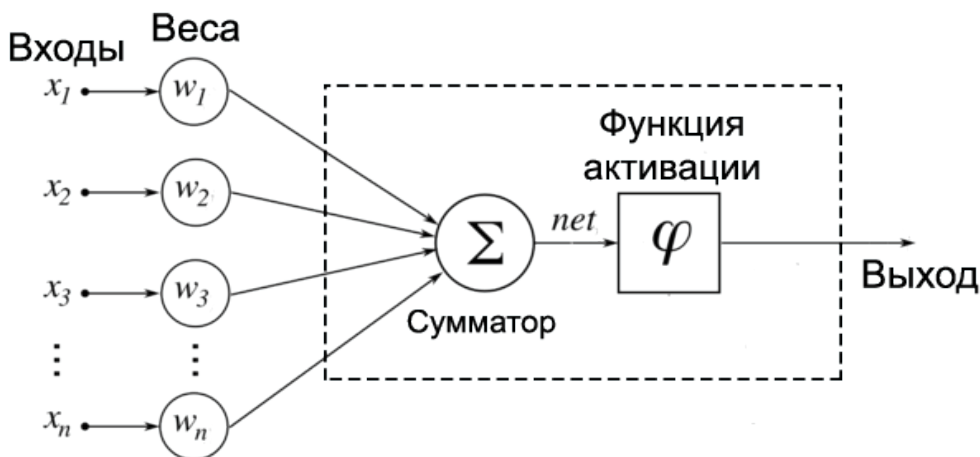 Входы
Веса
x1
w1
Функция
активации
x2
w2
Σ
net
φ
Выход
x3
w3
Сумматор
xn
wn